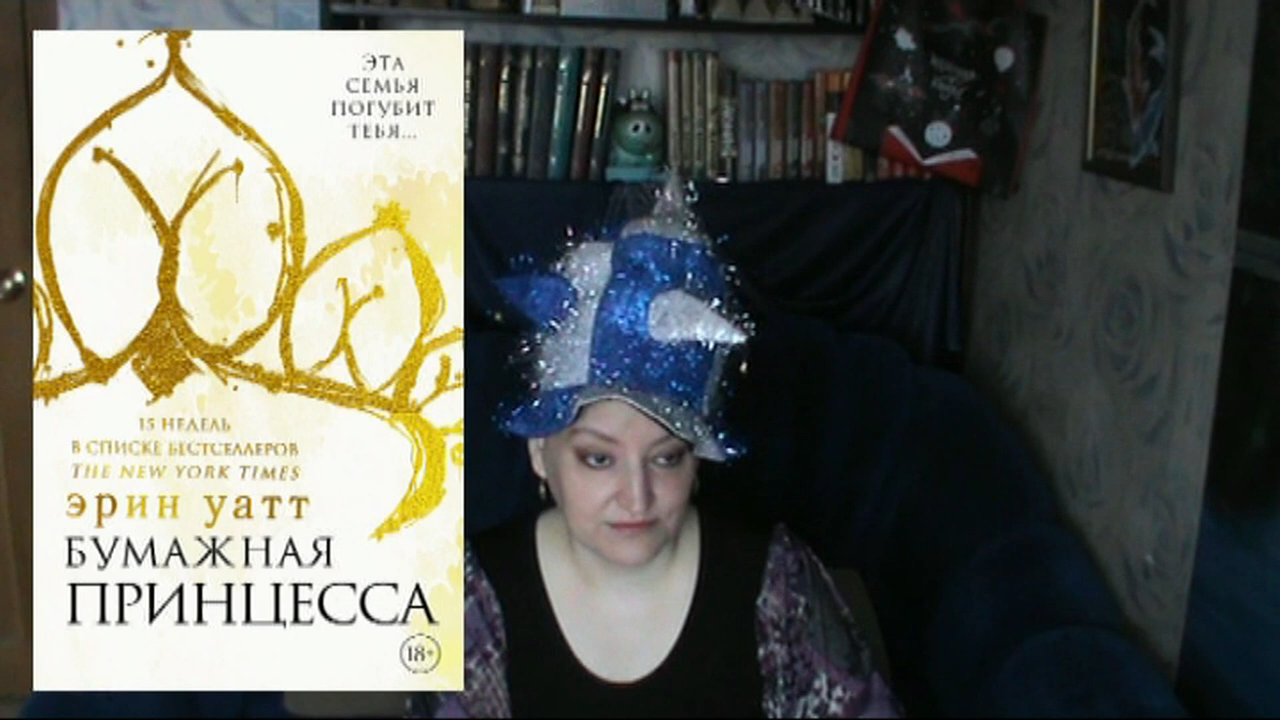 ЭТА
СЕМЬЯ
ПОГУБИТ
ТЕБЯ...
15 НЕДЕЛЬ
В СПИСКЕ БЕСТСЕЛЛЕРОВ
THE NEW YORK TIMES
эрин уатт
БУМАЖНАЯ
ПРИНЦЕССА
18+